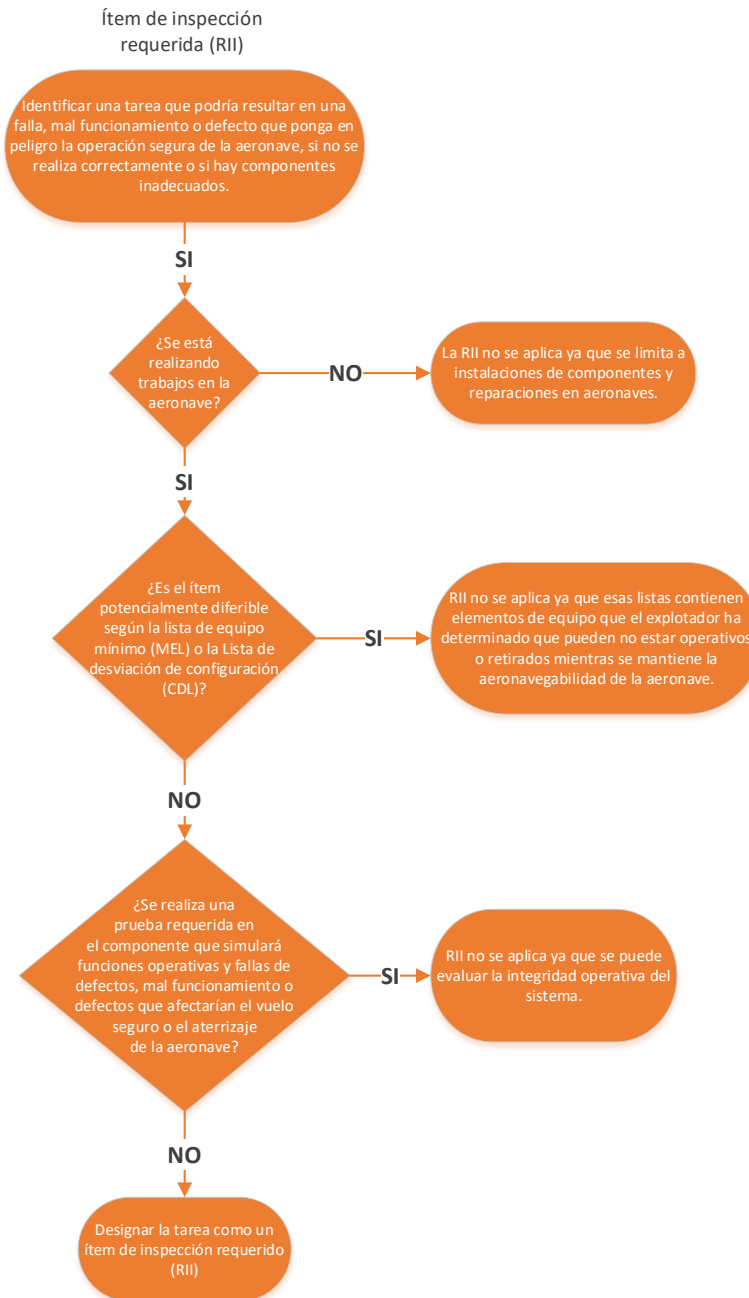 Ítem de inspección
requerida (RII)
Identificar una tarea que podría resultar en una
falla, mal funcionamiento o defecto que ponga en
peligro la operación segura de la aeronave, si no se
realiza correctamente o si hay componentes
inadecuados.
SI
¿Se está
realizando
trabajos en la
aeronave?
NO
La RII no se aplica ya que se limita a
instalaciones de componentes y
reparaciones en aeronaves.
SI
¿Es el ítem
potencialmente diferible
según la lista de equipo
mínimo (MEL) o la Lista de
desviación de configuración
(CDL)?
SI
RII no se aplica ya que esas listas contienen
elementos de equipo que el explotador ha
determinado que pueden no estar operativos
o retirados mientras se mantiene la
aeronavegabilidad de la aeronave.
NO
¿Se realiza una
prueba requerida en
el componente que simulará
funciones operativas y fallas de
defectos, mal funcionamiento o
defectos que afectarían el vuelo
seguro o el aterrizaje
de la aeronave?
SI
RII no se aplica ya que se puede
evaluar la integridad operativa del
sistema.
NO
Designar la tarea como un
ítem de inspección requerido
(RII)